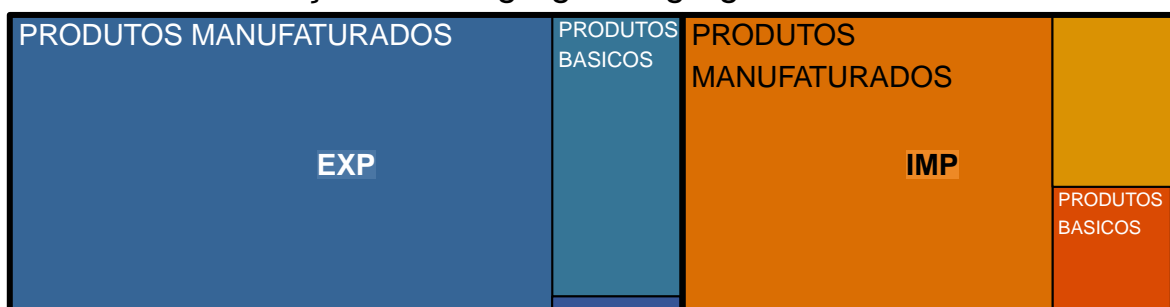 PRODUTOS MANUFATURADOS
EXP
PRODUTOS
BASICOS
PRODUTOS
MANUFATURADOS
IMP
PRODUTOS
BASICOS